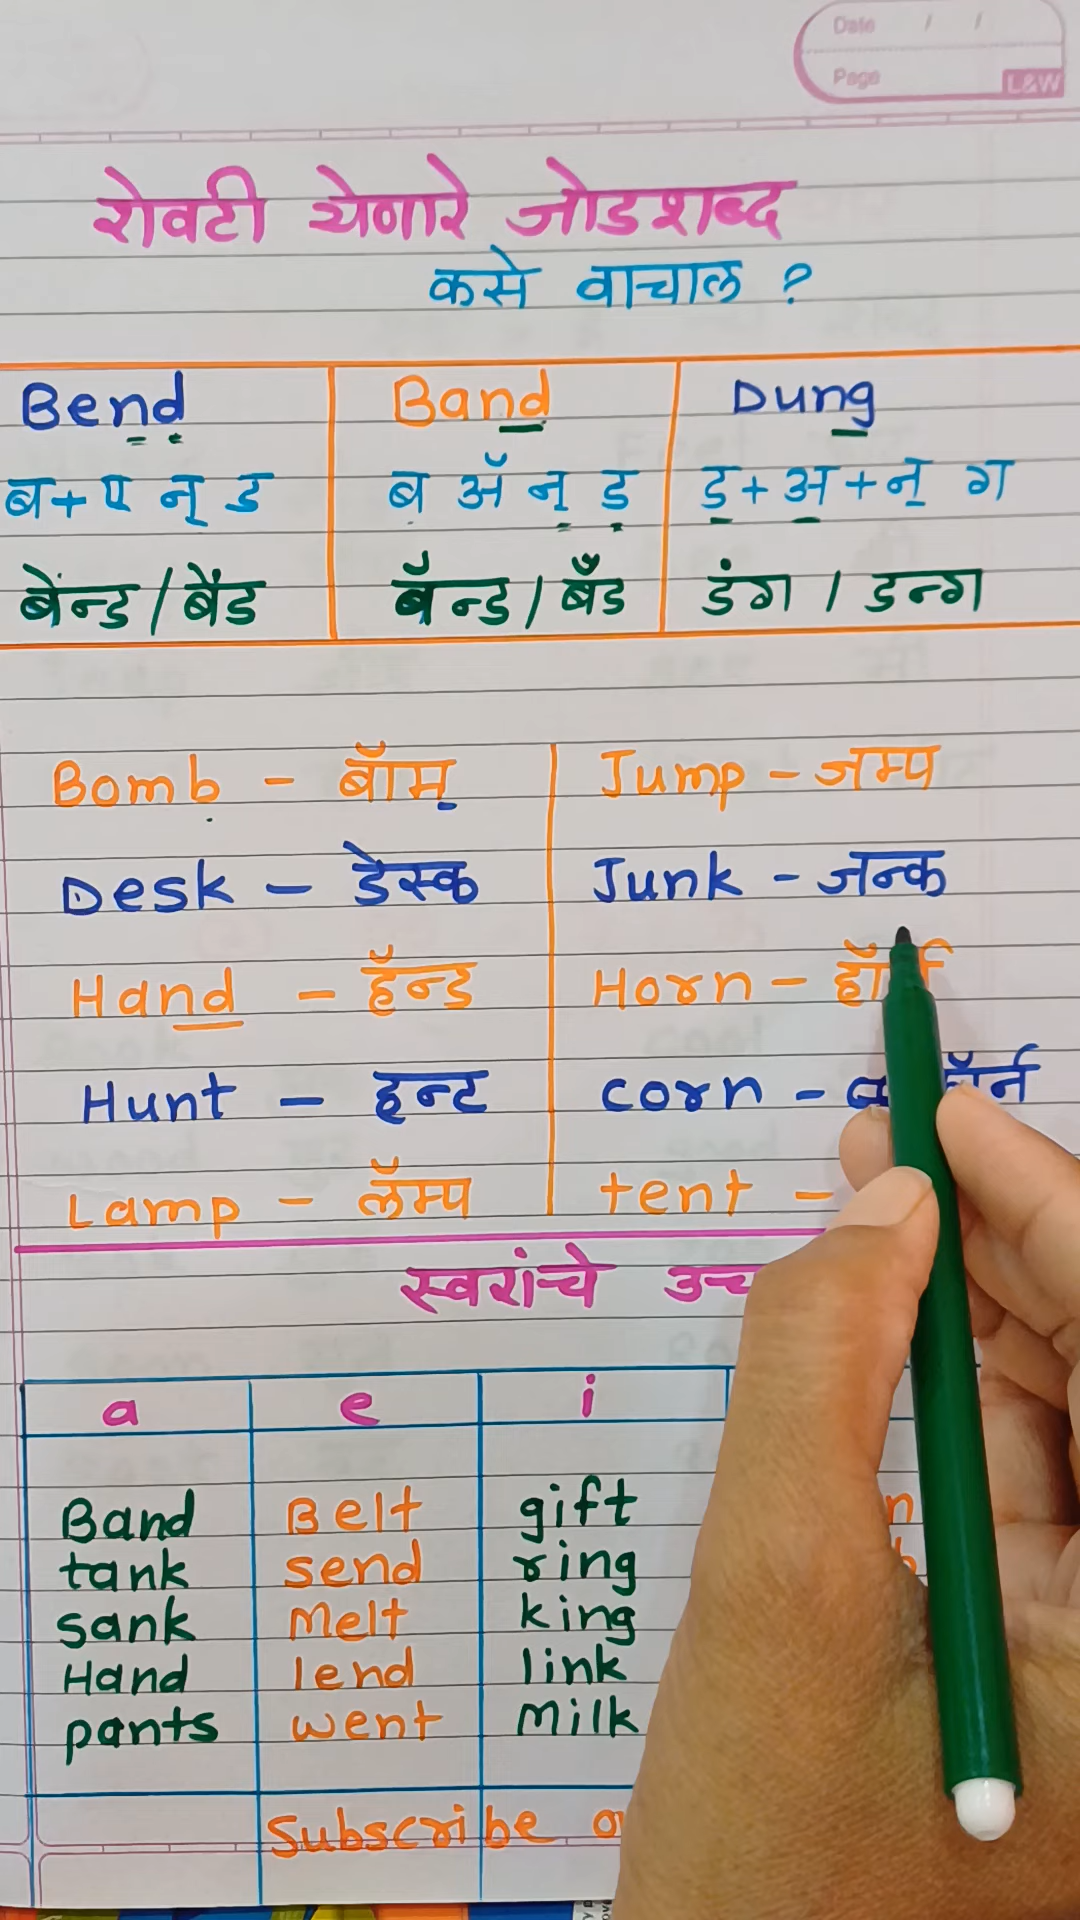 Date / /
Page
L&W
शेवटी येणारे जोडशब्द
कसे वाचाल ?
Bend Band Dung
ब+ए न् ड ब् अ‍ॅ न् ड् ड्+अ+न् ग
बेन्ड/बेंड बॅन्ड/बॅंड डंग / डन्ग
Bomb - बॉम् Jump - जम्प
Desk - डेस्क Junk - जन्क
Hand - हॅन्ड Horn -
Hunt - हन्ट corn -
Lamp - लॅम्प tent -
स्वरांचे
a e i
Band Belt gift
tank send ring
sank Melt king
Hand lend link
pants went Milk
Subscribe